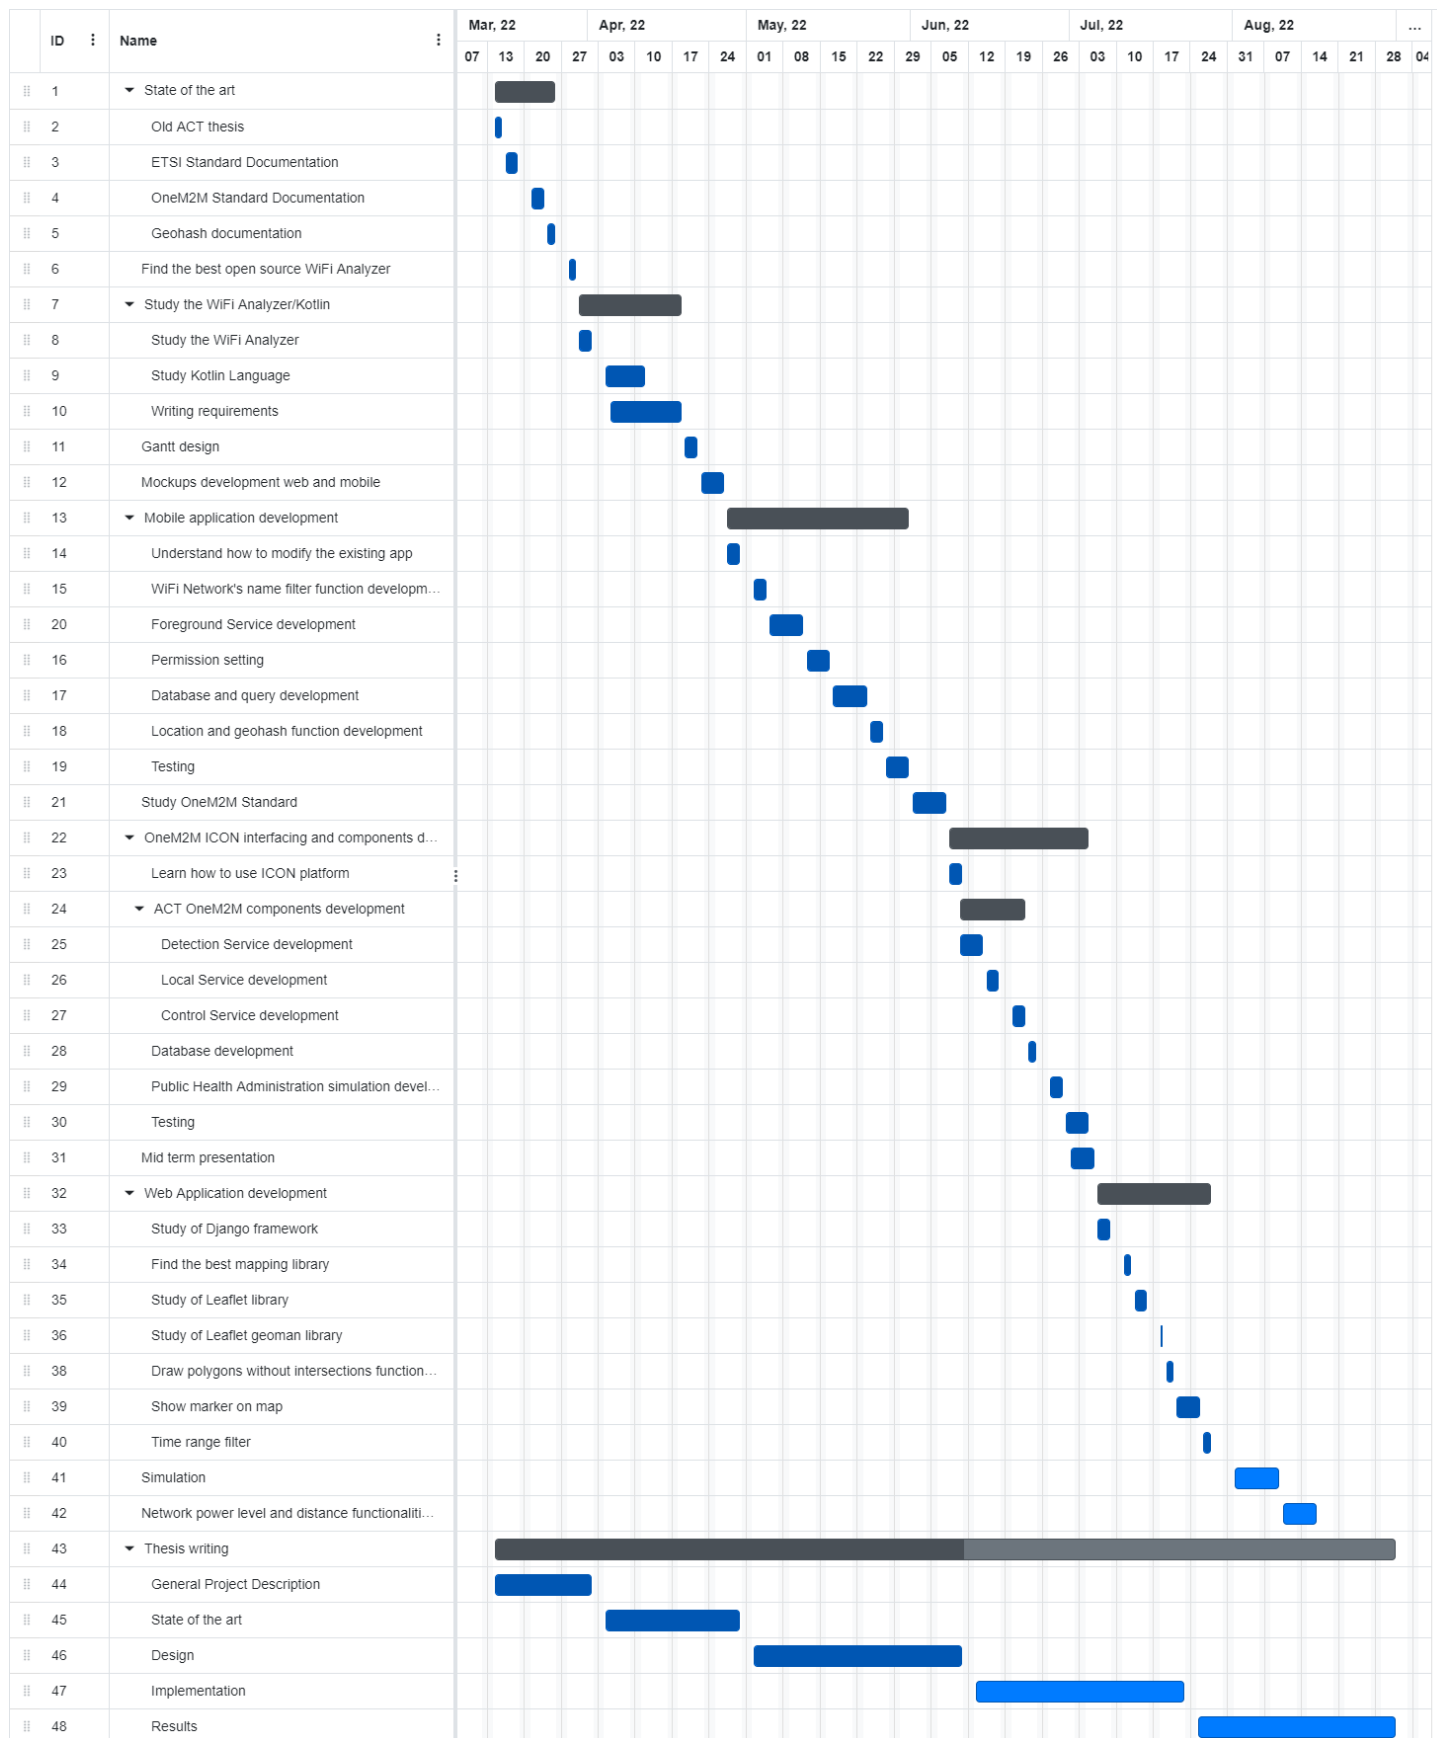 ID Name Mar, 22 Apr, 22 May, 22 Jun, 22 Jul, 22 Aug, 22 ...
07 13 20 27 03 10 17 24 01 08 15 22 29 05 12 19 26 03 10 17 24 31 07 14 21 28 04
1 State of the art
2 Old ACT thesis
3 ETSI Standard Documentation
4 OneM2M Standard Documentation
5 Geohash documentation
6 Find the best open source WiFi Analyzer
7 Study the WiFi Analyzer/Kotlin
8 Study the WiFi Analyzer
9 Study Kotlin Language
10 Writing requirements
11 Gantt design
12 Mockups development web and mobile
13 Mobile application development
14 Understand how to modify the existing app
15 WiFi Network's name filter function developm...
20 Foreground Service development
16 Permission setting
17 Database and query development
18 Location and geohash function development
19 Testing
21 Study OneM2M Standard
22 OneM2M ICON interfacing and components d...
23 Learn how to use ICON platform
24 ACT OneM2M components development
25 Detection Service development
26 Local Service development
27 Control Service development
28 Database development
29 Public Health Administration simulation devel...
30 Testing
31 Mid term presentation
32 Web Application development
33 Study of Django framework
34 Find the best mapping library
35 Study of Leaflet library
36 Study of Leaflet geoman library
38 Draw polygons without intersections function...
39 Show marker on map
40 Time range filter
41 Simulation
42 Network power level and distance functionaliti...
43 Thesis writing
44 General Project Description
45 State of the art
46 Design
47 Implementation
48 Results